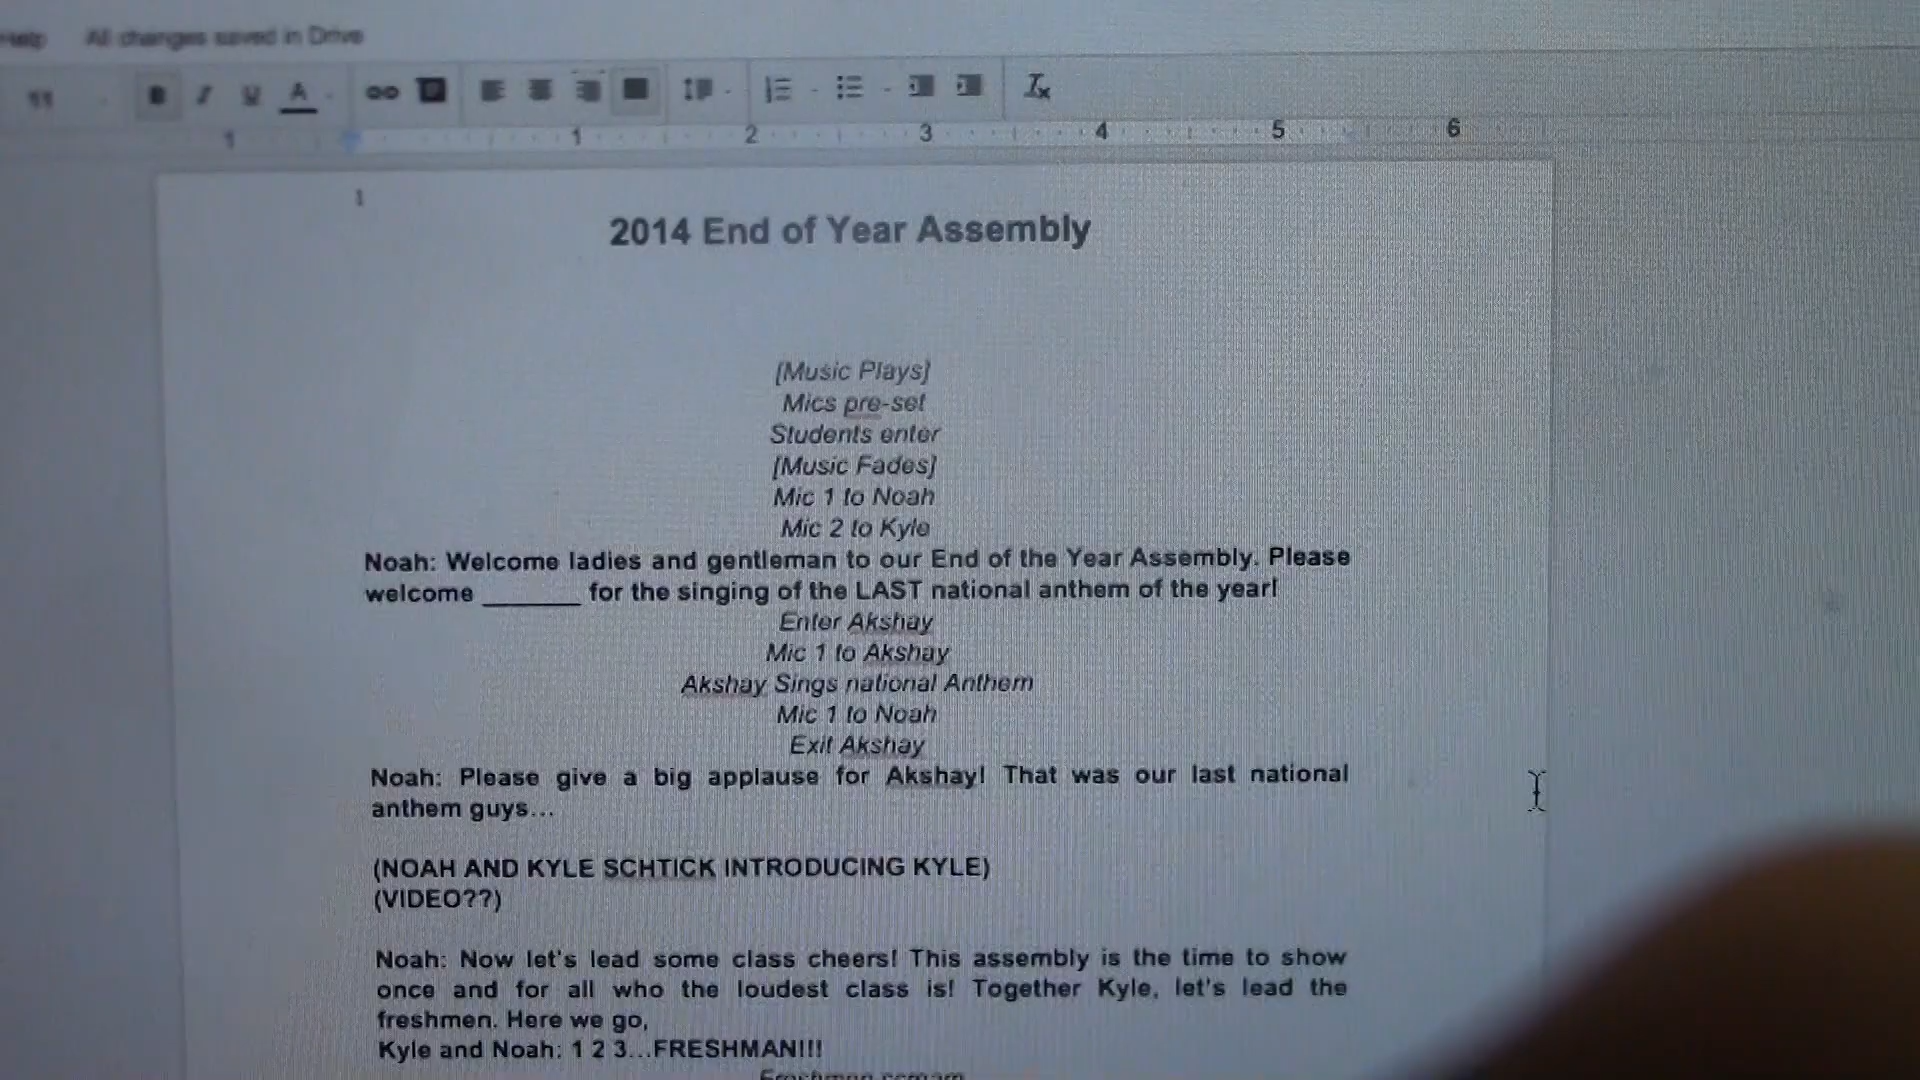 Help All changes saved in Drive
1 1 2 3 4 5 6
1
2014 End of Year Assembly
[Music Plays]
Mics pre-set
Students enter
[Music Fades]
Mic 1 to Noah
Mic 2 to Kyle
Noah: Welcome ladies and gentleman to our End of the Year Assembly. Please
welcome _______ for the singing of the LAST national anthem of the year!
Enter Akshay
Mic 1 to Akshay
Akshay Sings national Anthem
Mic 1 to Noah
Exit Akshay
Noah: Please give a big applause for Akshay! That was our last national
anthem guys...
(NOAH AND KYLE SCHTICK INTRODUCING KYLE)
(VIDEO??)
Noah: Now let's lead some class cheers! This assembly is the time to show
once and for all who the loudest class is! Together Kyle, let's lead the
freshmen. Here we go,
Kyle and Noah: 1 2 3...FRESHMAN!!!